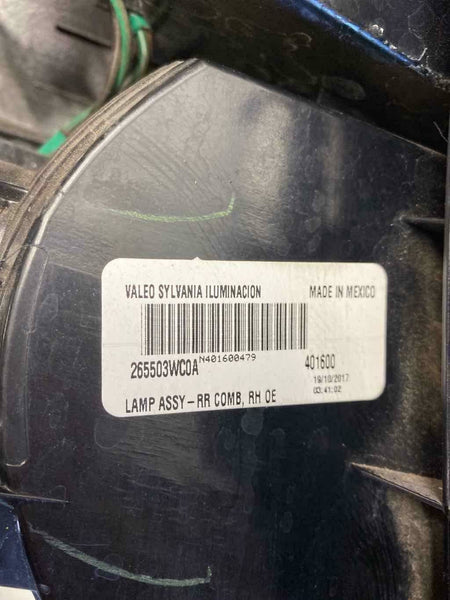 VALEO SYLVANIA ILUMINACION MADE IN MEXICO
N401600479
265503WC0A 401600
19/10/2017
03:41:02
LAMP ASSY-RR COMB, RH OE